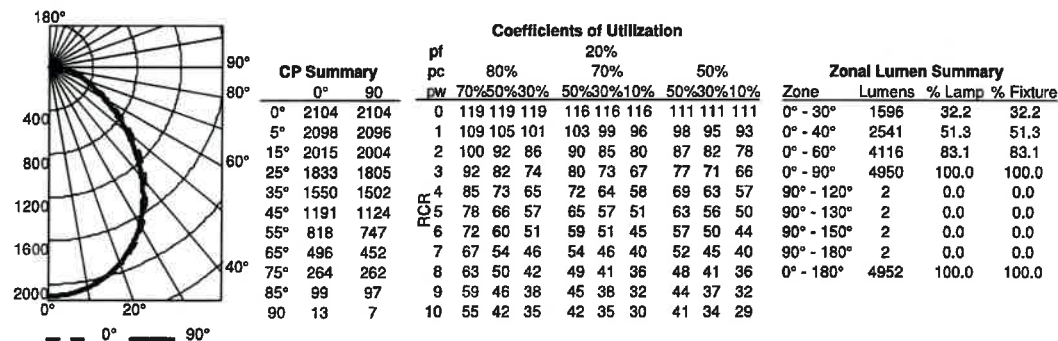 180°
90°
80°
60°
40°
400
800
1200
1600
2000
0° 20°
0° 90°
CP Summary
0° 90
0° 2104 2104
5° 2098 2096
15° 2015 2004
25° 1833 1805
35° 1550 1502
45° 1191 1124
55° 818 747
65° 496 452
75° 264 262
85° 99 97
90 13 7
Coefficients of Utilization
pf 20%
pc 80% 70% 50%
pw 70%50%30% 50%30%10% 50%30%10%
RCR
0 119 119 119 116 116 116 111 111 111
1 109 105 101 103 99 96 98 95 93
2 100 92 86 90 85 80 87 82 78
3 92 82 74 80 73 67 77 71 66
4 85 73 65 72 64 58 69 63 57
5 78 66 57 65 57 51 63 56 50
6 72 60 51 59 51 45 57 50 44
7 67 54 46 54 46 40 52 45 40
8 63 50 42 49 41 36 48 41 36
9 59 46 38 45 38 32 44 37 32
10 55 42 35 42 35 30 41 34 29
Zonal Lumen Summary
Zone Lumens % Lamp % Fixture
0° - 30° 1596 32.2 32.2
0° - 40° 2541 51.3 51.3
0° - 60° 4116 83.1 83.1
0° - 90° 4950 100.0 100.0
90° - 120° 2 0.0 0.0
90° - 130° 2 0.0 0.0
90° - 150° 2 0.0 0.0
90° - 180° 2 0.0 0.0
0° - 180° 4952 100.0 100.0